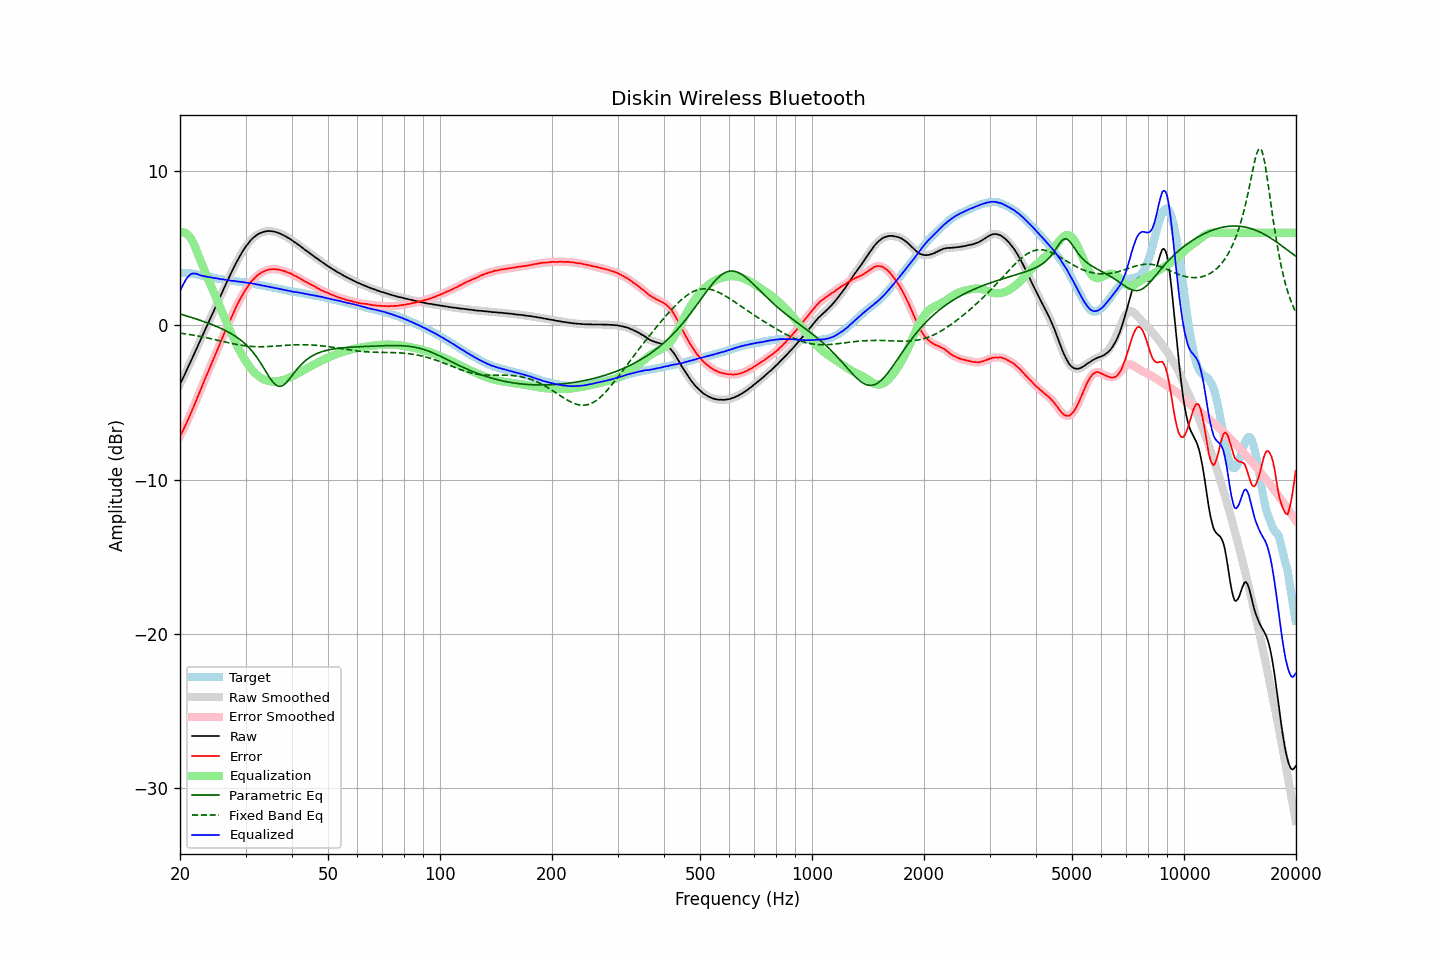 Diskin Wireless Bluetooth
Amplitude (dBr)
10
0
−10
−20
−30
Target
Raw Smoothed
Error Smoothed
Raw
Error
Equalization
Parametric Eq
Fixed Band Eq
Equalized
20 50 100 200 500 1000 2000 5000 10000 20000
Frequency (Hz)